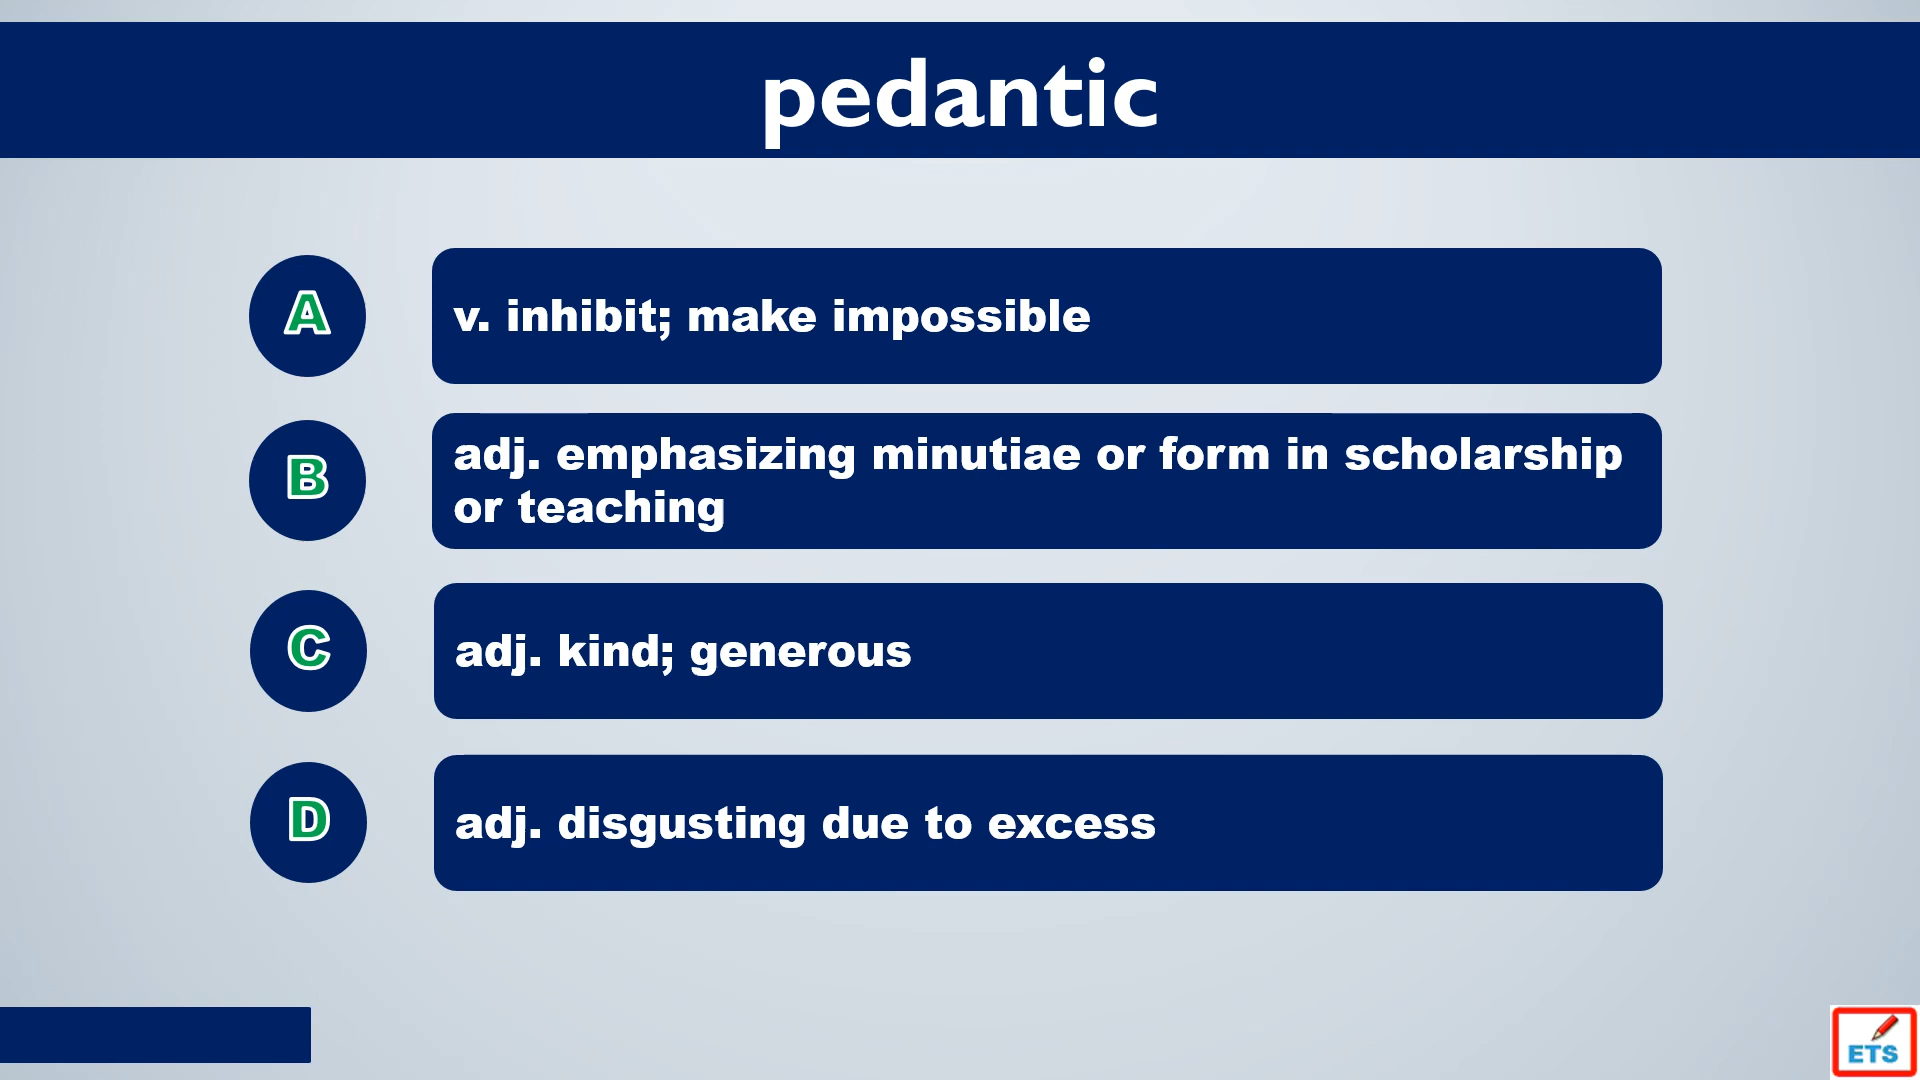 pedantic
A
v. inhibit; make impossible
B
adj. emphasizing minutiae or form in scholarship
or teaching
C
adj. kind; generous
D
adj. disgusting due to excess
ETS